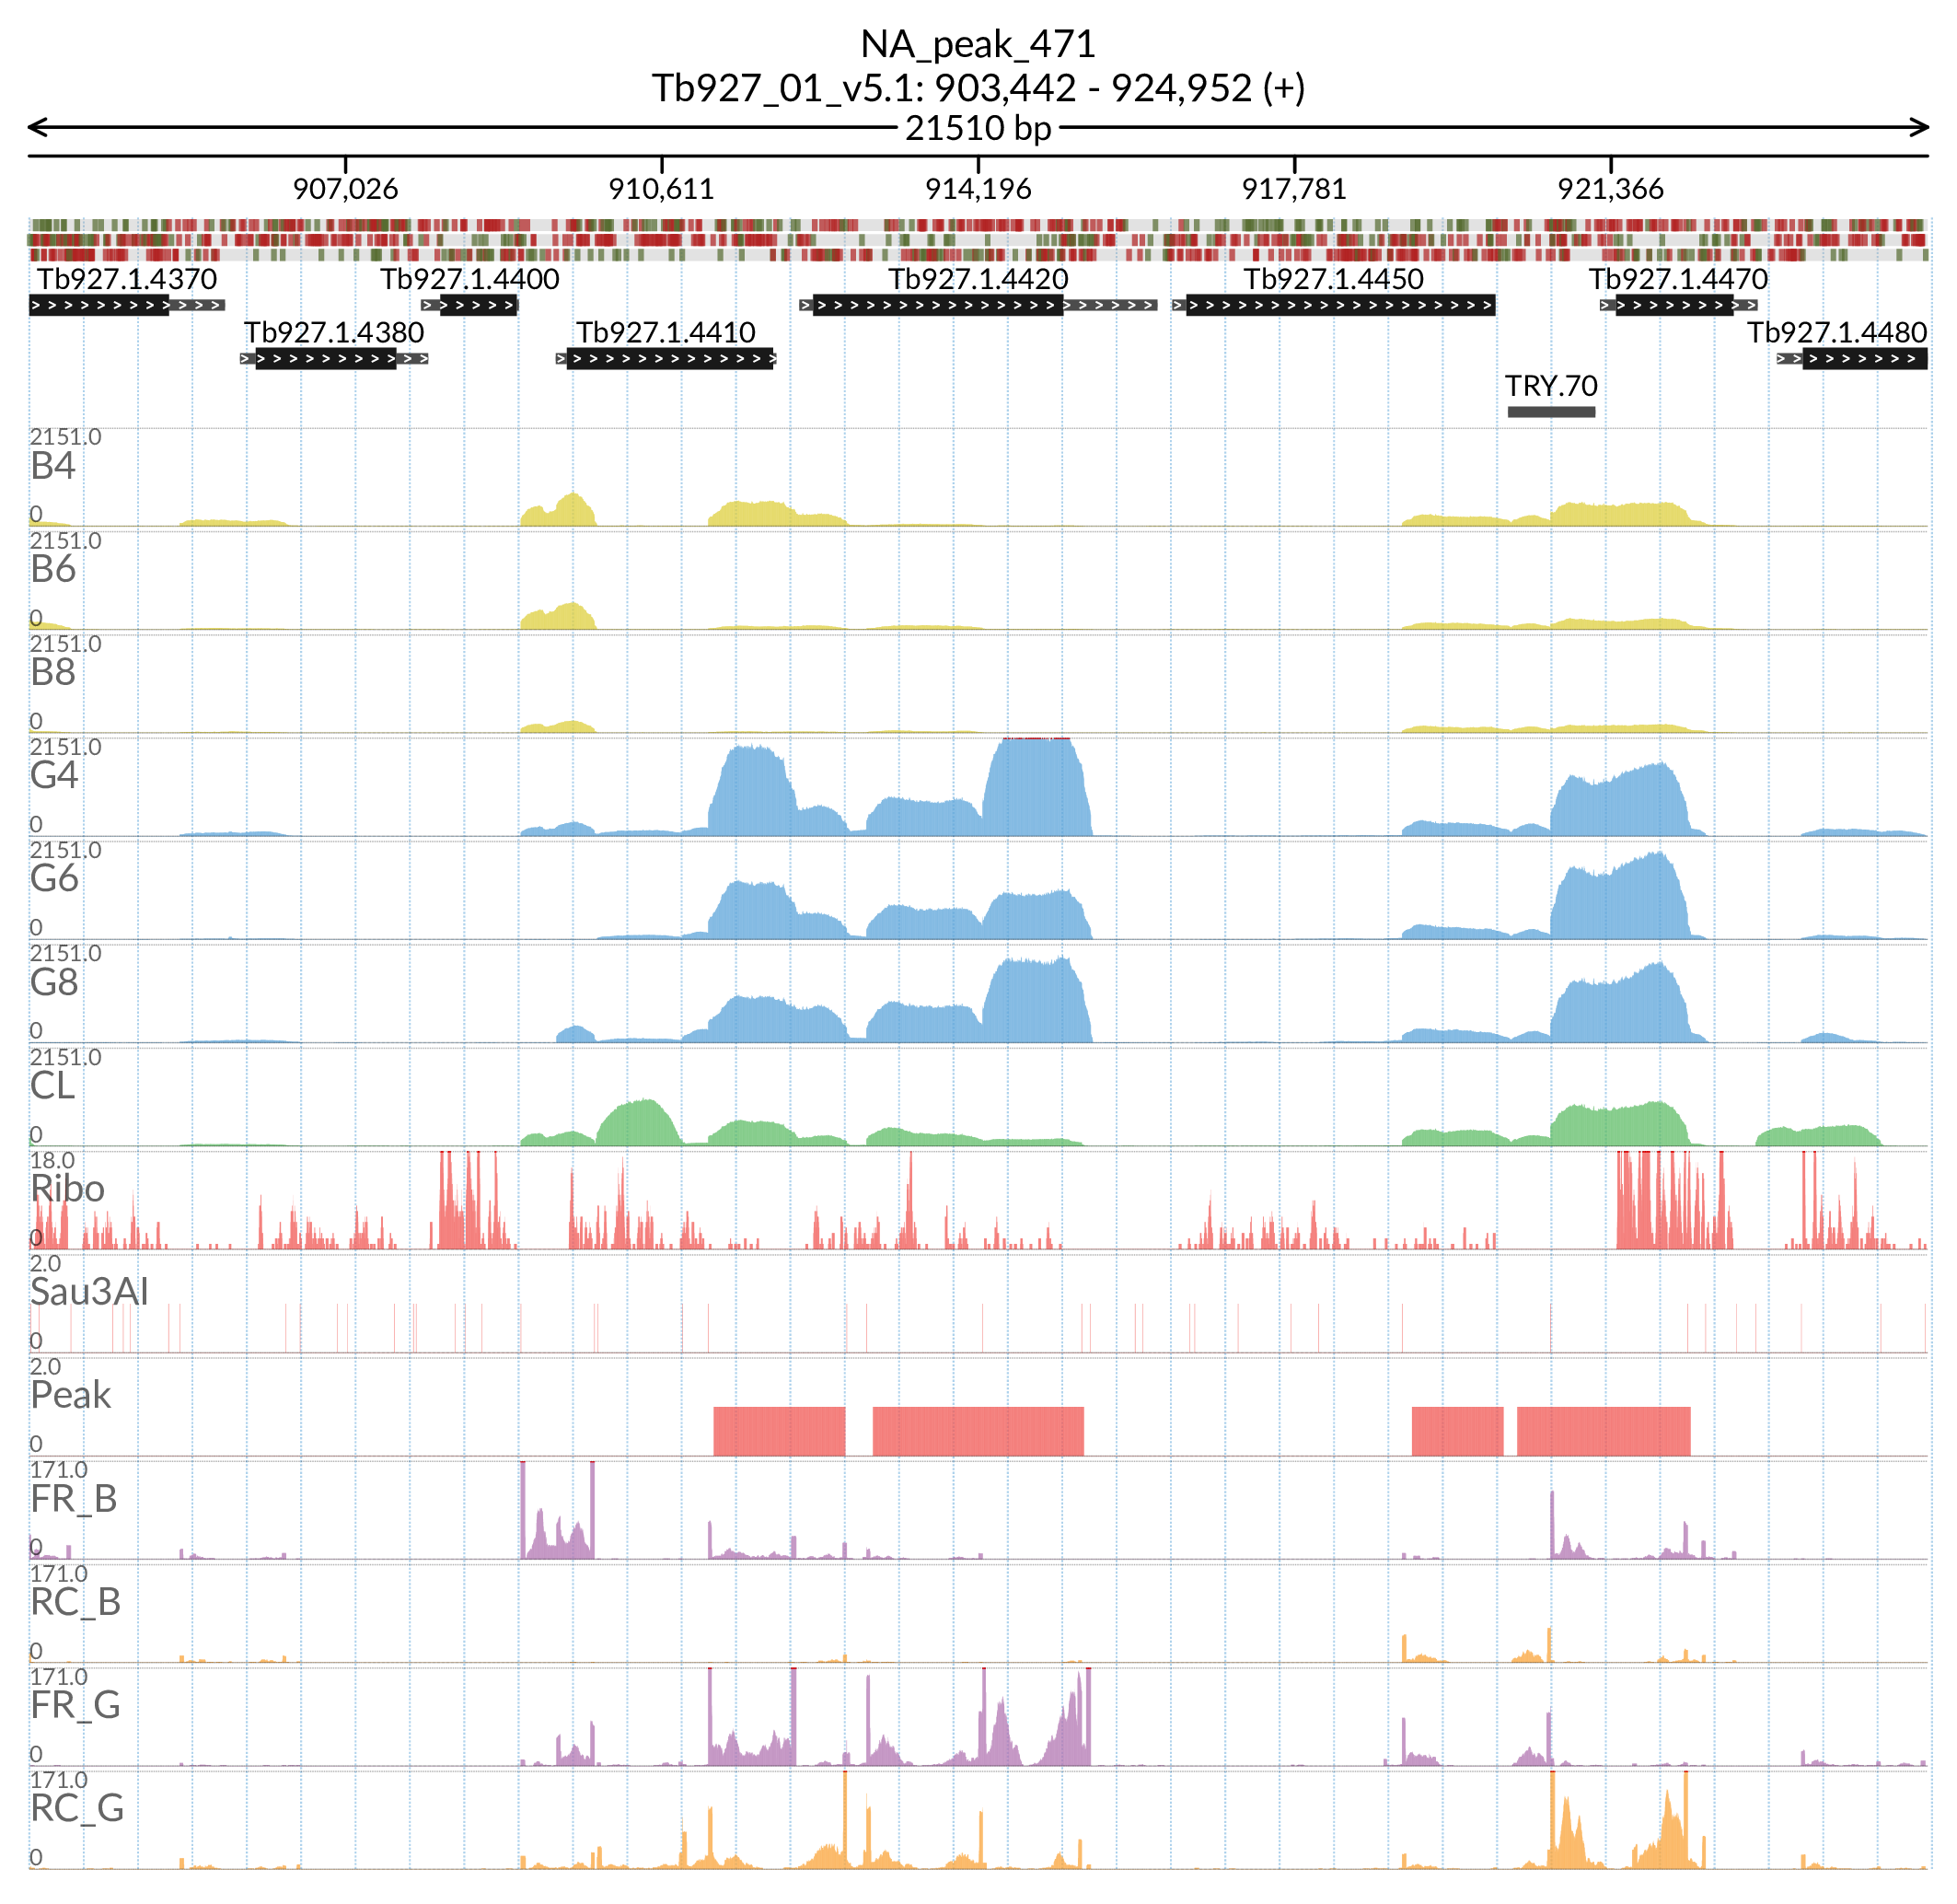 NA_peak_471
Tb927_01_v5.1: 903,442 - 924,952 (+)
21510 bp
907,026 910,611 914,196 917,781 921,366
Tb927.1.4370 Tb927.1.4400 Tb927.1.4420 Tb927.1.4450 Tb927.1.4470
Tb927.1.4380 Tb927.1.4410 Tb927.1.4480
TRY.70
2151.0
B4
0
2151.0
B6
0
2151.0
B8
0
2151.0
G4
0
2151.0
G6
0
2151.0
G8
0
2151.0
CL
0
18.0
Ribo
0
2.0
Sau3AI
0
2.0
Peak
0
171.0
FR_B
0
171.0
RC_B
0
171.0
FR_G
0
171.0
RC_G
0